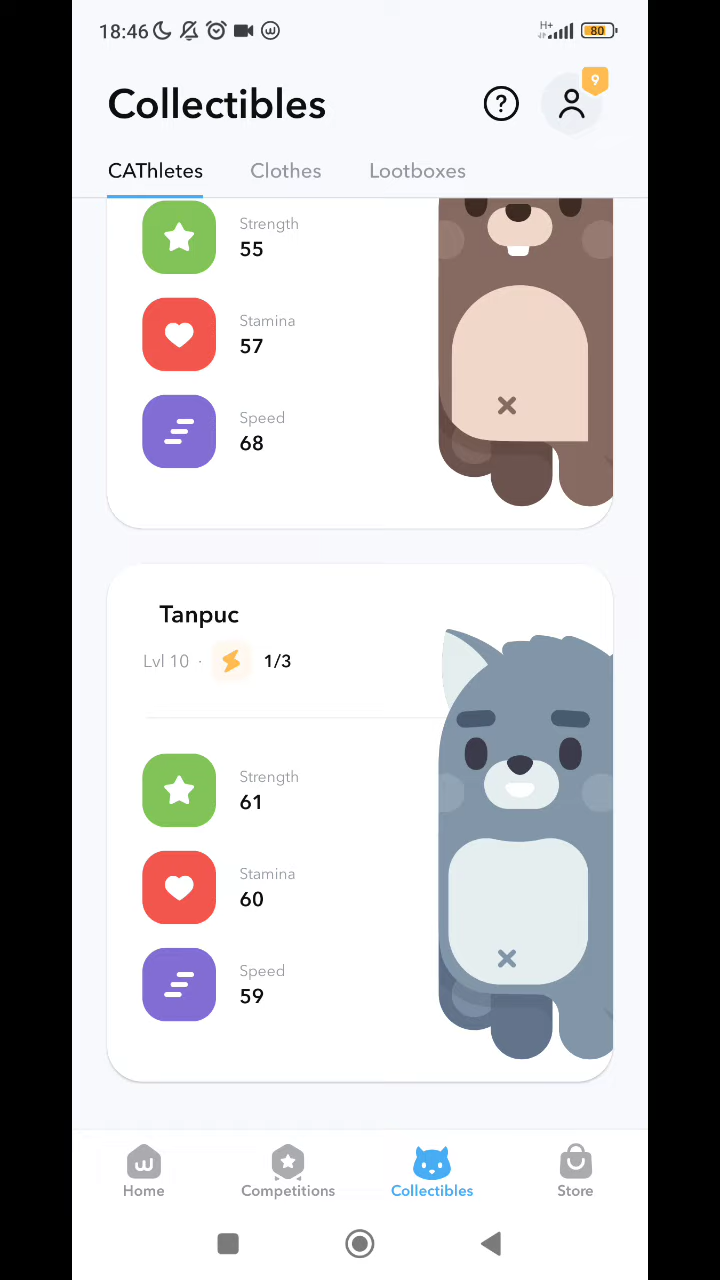 18:46
H+
80
Collectibles
?
9
CAThletes Clothes Lootboxes
Strength
55
Stamina
57
Speed
68
Tanpuc
Lvl 10 · 1/3
Strength
61
Stamina
60
Speed
59
Home Competitions Collectibles Store